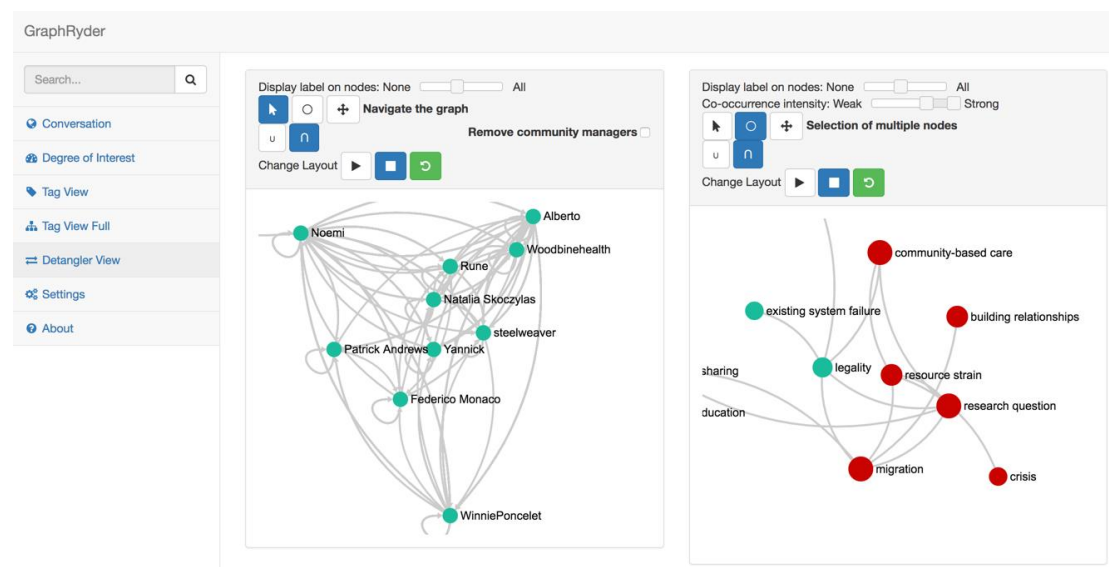 GraphRyder
Search...
Conversation
Degree of Interest
Tag View
Tag View Full
Detangler View
Settings
About
Display label on nodes: None All
Navigate the graph
U ∩
Remove community managers
Change Layout
Noemi
Alberto
Woodbinehealth
Rune
Natalia Skoczylas
steelweaver
Patrick Andrews Yannick
Federico Monaco
WinniePoncelet
Display label on nodes: None All
Co-occurrence intensity: Weak Strong
Selection of multiple nodes
U ∩
Change Layout
community-based care
existing system failure
building relationships
sharing
legality
resource strain
ducation
research question
migration
crisis